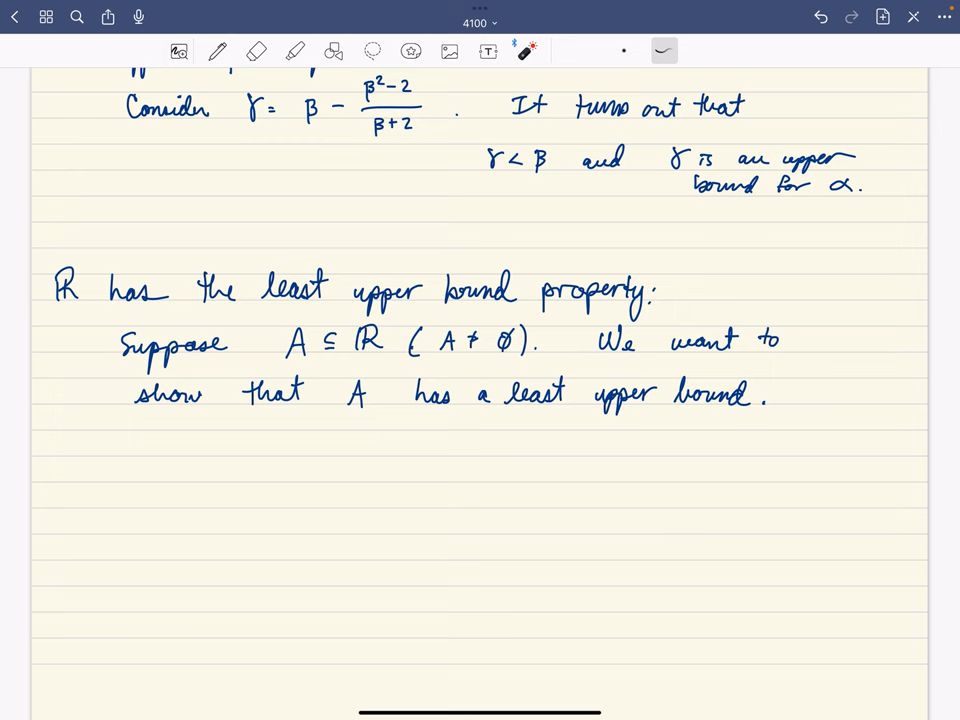 4100
Consider γ = β − (β² − 2)/(β + 2) . It turns out that
γ < β and γ is an upper
bound for α.
ℝ has the least upper bound property:
Suppose A ⊆ ℝ ( A ≠ ∅). We want to
show that A has a least upper bound.